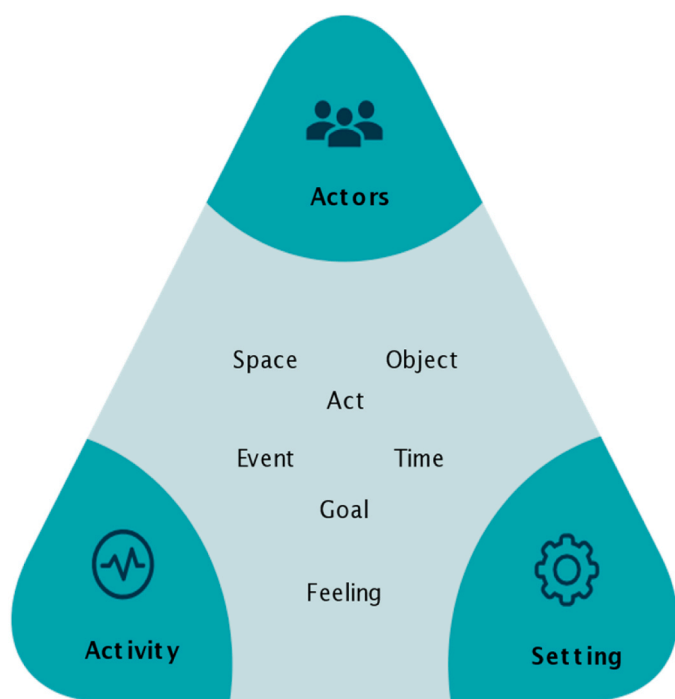 Actors
Space Object
Act
Event Time
Goal
Feeling
Activity
Setting